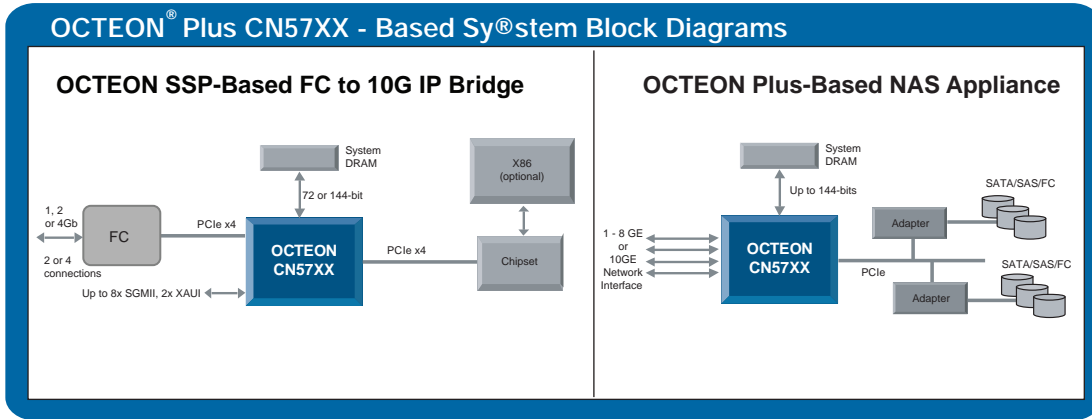 OCTEON® Plus CN57XX - Based Sy®stem Block Diagrams
OCTEON SSP-Based FC to 10G IP Bridge
System
DRAM
X86
(optional)
72 or 144-bit
1, 2
or 4Gb
FC
PCIe x4
OCTEON
CN57XX
PCIe x4
Chipset
2 or 4
connections
Up to 8x SGMII, 2x XAUI
OCTEON Plus-Based NAS Appliance
System
DRAM
Up to 144-bits
SATA/SAS/FC
1 - 8 GE
or
10GE
Network
Interface
OCTEON
CN57XX
Adapter
PCIe
SATA/SAS/FC
Adapter